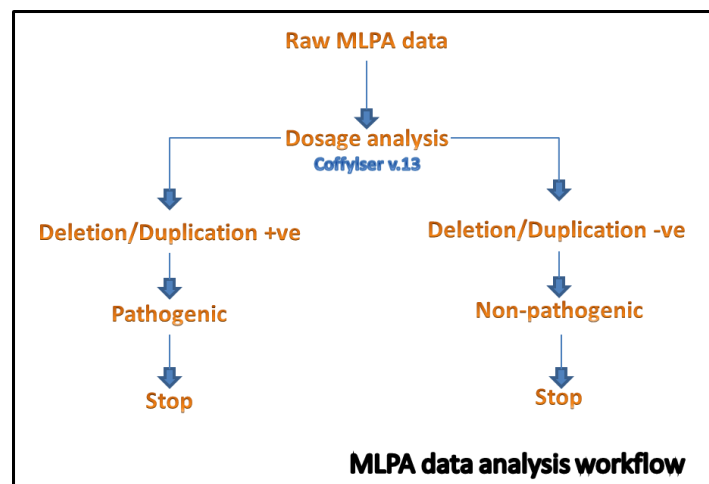 Raw MLPA data
Dosage analysis
Coffylser v.13
Deletion/Duplication +ve
Deletion/Duplication -ve
Pathogenic
Non-pathogenic
Stop
Stop
MLPA data analysis workflow